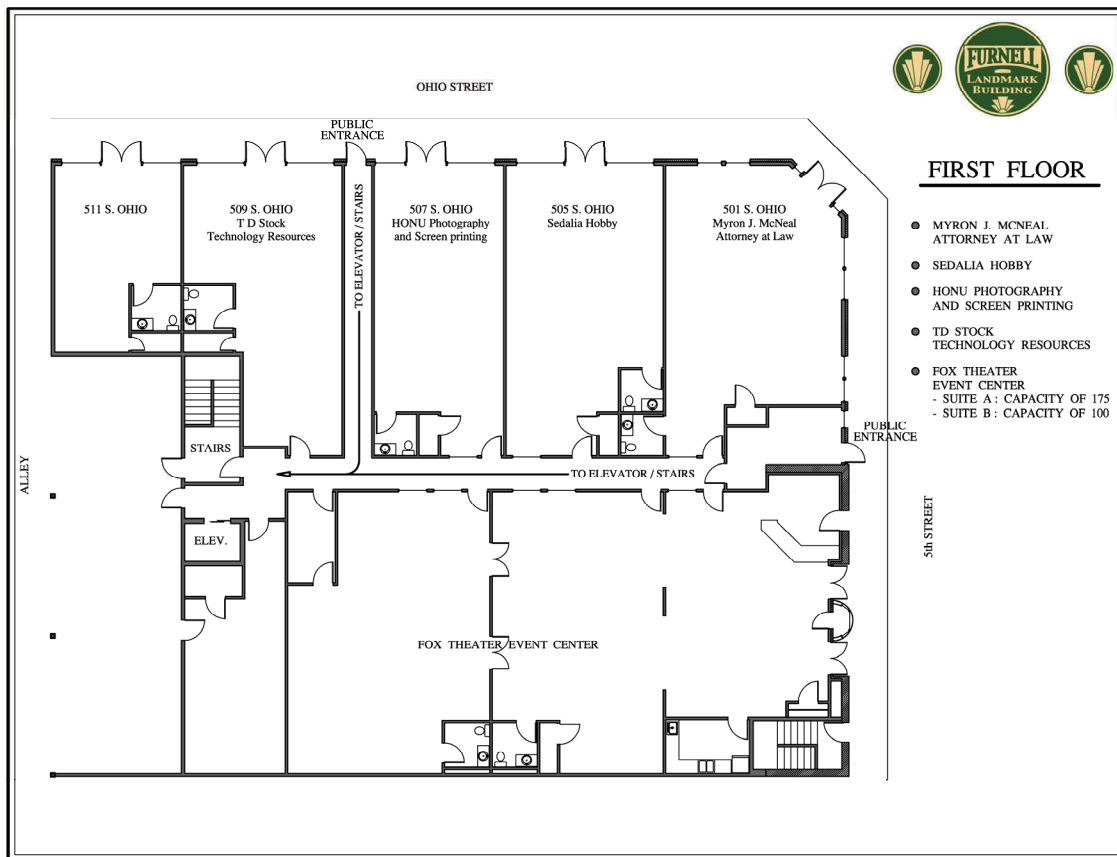 OHIO STREET
FURNELL
LANDMARK
BUILDING
PUBLIC
ENTRANCE
FIRST FLOOR
511 S. OHIO
509 S. OHIO
T D Stock
Technology Resources
507 S. OHIO
HONU Photography
and Screen printing
505 S. OHIO
Sedalia Hobby
501 S. OHIO
Myron J. McNeal
Attorney at Law
TO ELEVATOR / STAIRS
MYRON J. MCNEAL
ATTORNEY AT LAW
SEDALIA HOBBY
HONU PHOTOGRAPHY
AND SCREEN PRINTING
TD STOCK
TECHNOLOGY RESOURCES
FOX THEATER
EVENT CENTER
- SUITE A : CAPACITY OF 175
- SUITE B : CAPACITY OF 100
PUBLIC
ENTRANCE
STAIRS
ALLEY
TO ELEVATOR / STAIRS
5th STREET
ELEV.
FOX THEATER EVENT CENTER